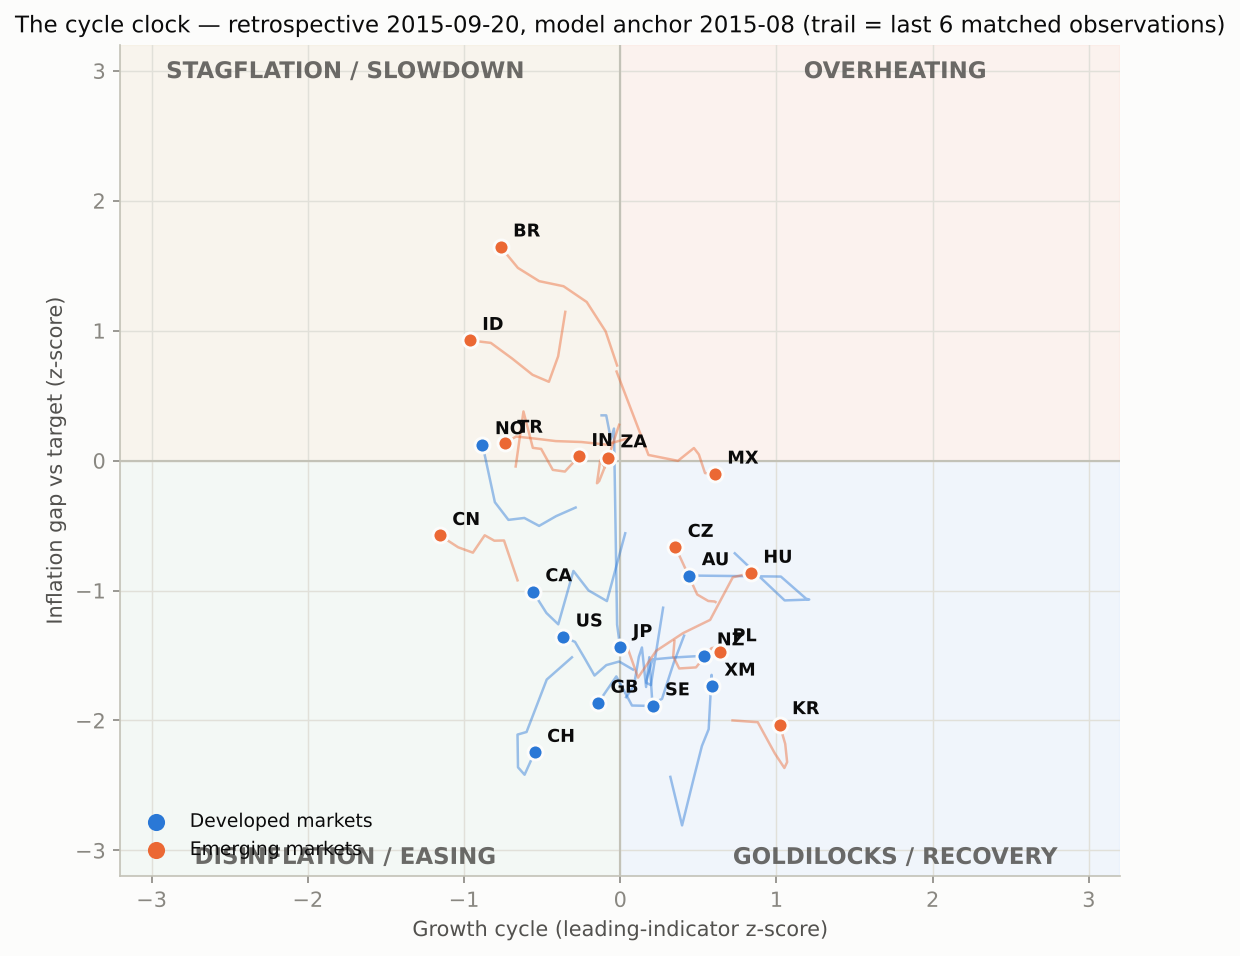 The cycle clock — retrospective 2015-09-20, model anchor 2015-08 (trail = last 6 matched observations)
STAGFLATION / SLOWDOWN
OVERHEATING
3
2
1
0
−1
−2
−3
Inflation gap vs target (z-score)
BR
ID
NO
TR
IN
ZA
MX
CN
CZ
CA
AU
HU
US
JP
NZ
PL
XM
GB
SE
KR
CH
Developed markets
Emerging markets
DISINFLATION / EASING
GOLDILOCKS / RECOVERY
−3
−2
−1
0
1
2
3
Growth cycle (leading-indicator z-score)